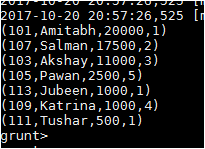 2017-10-20 20:57:26,525 [m
(101,Amitabh,20000,1)
(107,Salman,17500,2)
(103,Akshay,11000,3)
(105,Pawan,2500,5)
(113,Jubeen,1000,1)
(109,Katrina,1000,4)
(111,Tushar,500,1)
grunt>